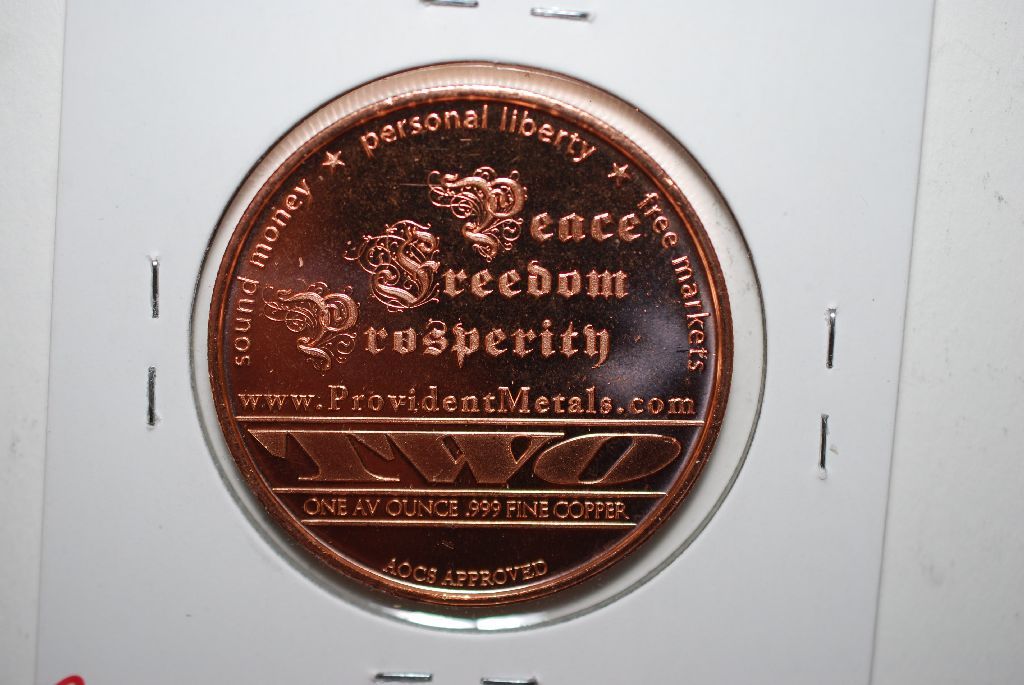 sound money ★ personal liberty ★ free markets
Peace
Freedom
Prosperity
www.ProvidentMetals.com
TWO
ONE AV OUNCE .999 FINE COPPER
AOCS APPROVED